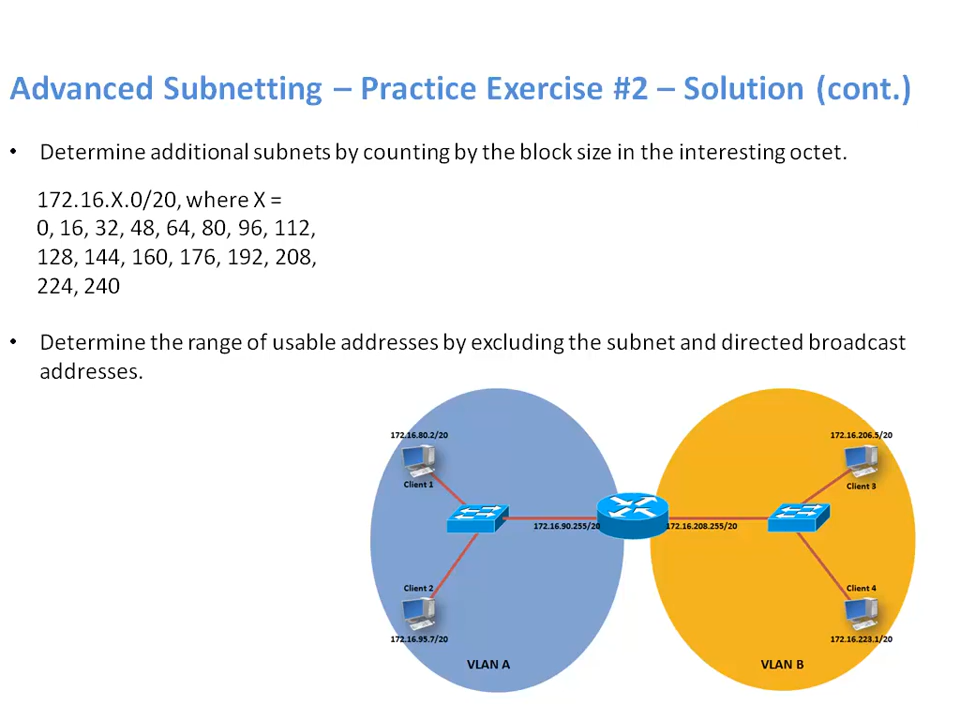 Advanced Subnetting – Practice Exercise #2 – Solution (cont.)
• Determine additional subnets by counting by the block size in the interesting octet.
172.16.X.0/20, where X =
0, 16, 32, 48, 64, 80, 96, 112,
128, 144, 160, 176, 192, 208,
224, 240
• Determine the range of usable addresses by excluding the subnet and directed broadcast
addresses.
172.16.80.2/20
Client 1
172.16.90.255/20
Client 2
172.16.95.7/20
VLAN A
172.16.206.5/20
Client 3
172.16.208.255/20
Client 4
172.16.223.1/20
VLAN B